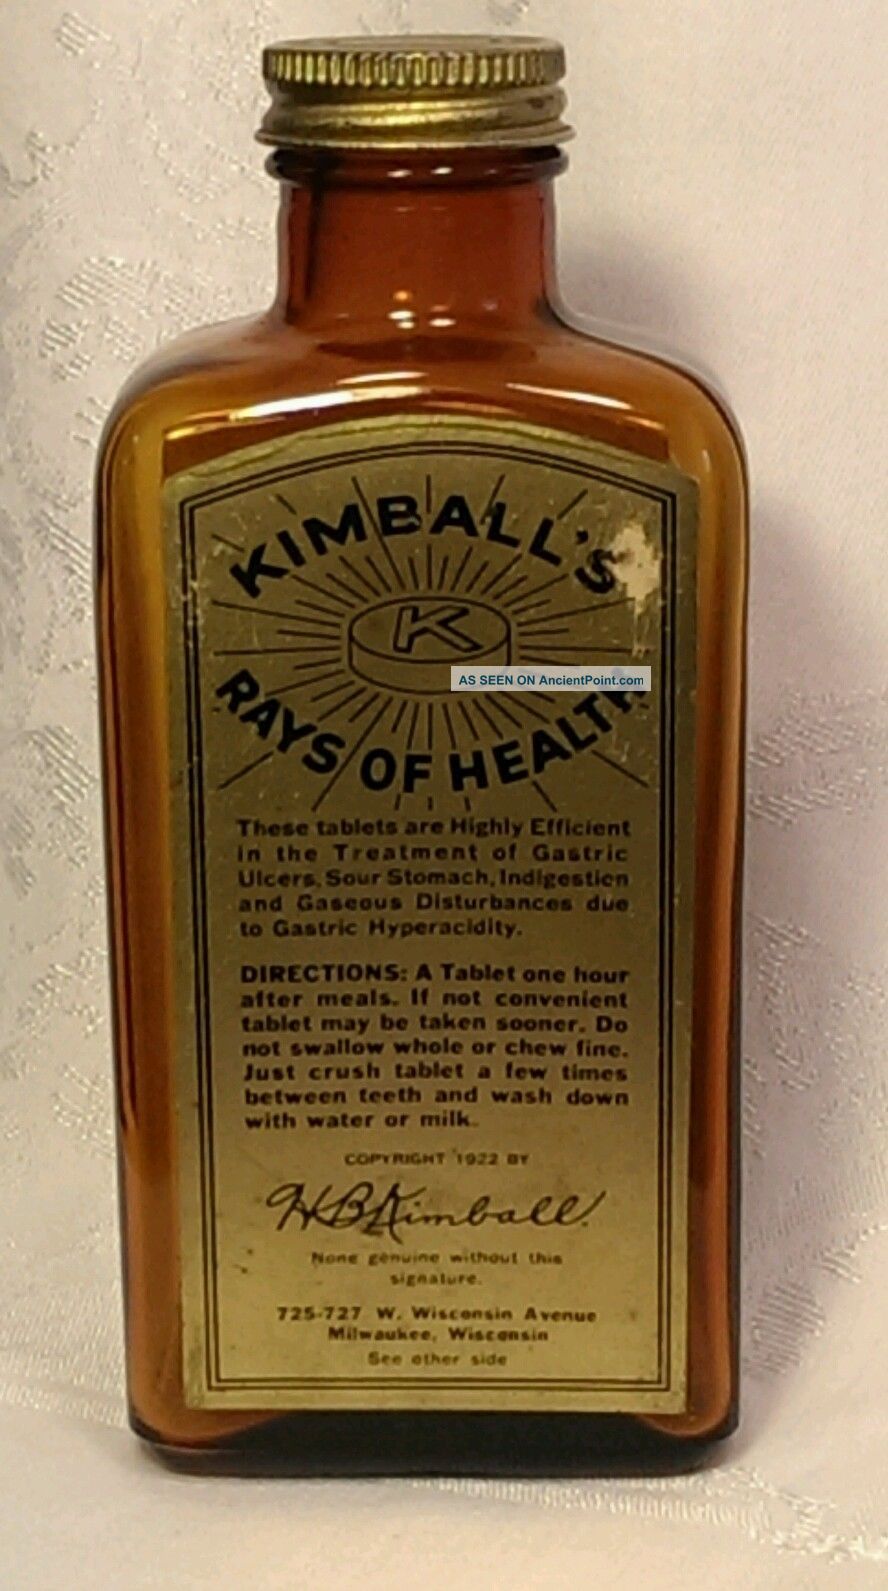 KIMBALL'S
K
AS SEEN ON AncientPoint.com
RAYS OF HEALTH
These tablets are Highly Efficient
in the Treatment of Gastric
Ulcers, Sour Stomach, Indigestion
and Gaseous Disturbances due
to Gastric Hyperacidity.
DIRECTIONS: A Tablet one hour
after meals. If not convenient
tablet may be taken sooner. Do
not swallow whole or chew fine.
Just crush tablet a few times
between teeth and wash down
with water or milk.
COPYRIGHT 1922 BY
H B Kimball.
None genuine without this
signature.
725-727 W. Wisconsin Avenue
Milwaukee, Wisconsin
See other side